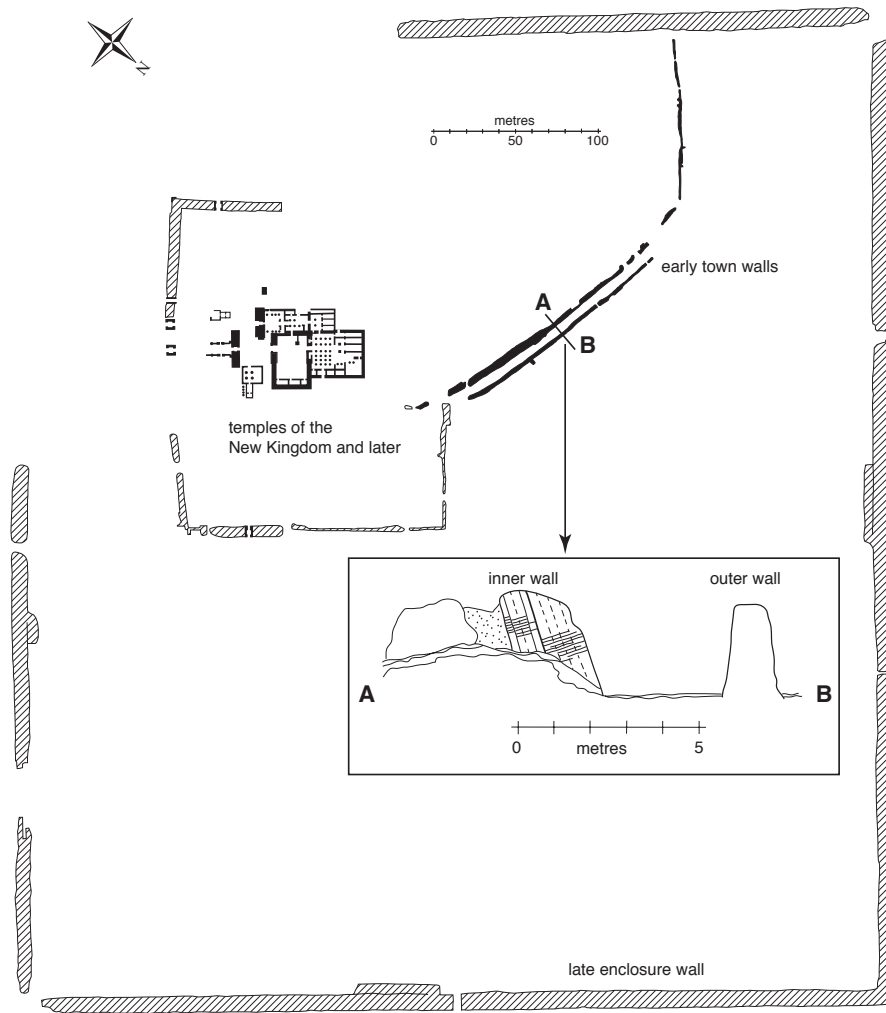 N
metres
0 50 100
early town walls
A
B
temples of the
New Kingdom and later
inner wall outer wall
A B
0 metres 5
late enclosure wall